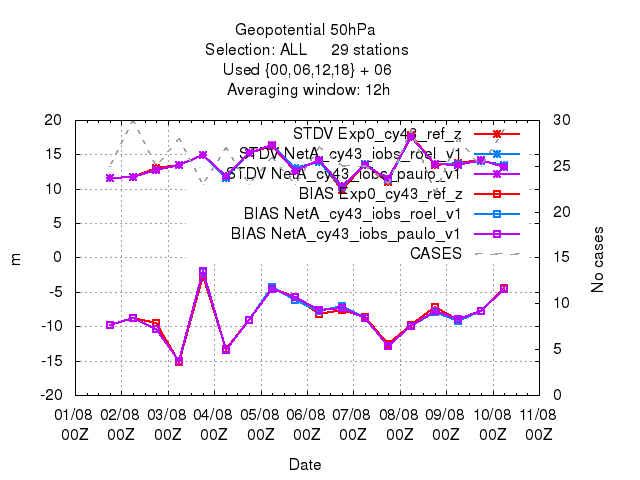 Geopotential 50hPa
Selection: ALL 29 stations
Used {00,06,12,18} + 06
Averaging window: 12h
20
15
10
5
0
-5
-10
-15
-20
m
30
25
20
15
10
5
0
No cases
STDV Exp0_cy43_ref_z
STDV NetA_cy43_iobs_roel_v1
STDV NetA_cy43_iobs_paulo_v1
BIAS Exp0_cy43_ref_z
BIAS NetA_cy43_iobs_roel_v1
BIAS NetA_cy43_iobs_paulo_v1
CASES
01/08 02/08 03/08 04/08 05/08 06/08 07/08 08/08 09/08 10/08 11/08
00Z 00Z 00Z 00Z 00Z 00Z 00Z 00Z 00Z 00Z 00Z
Date